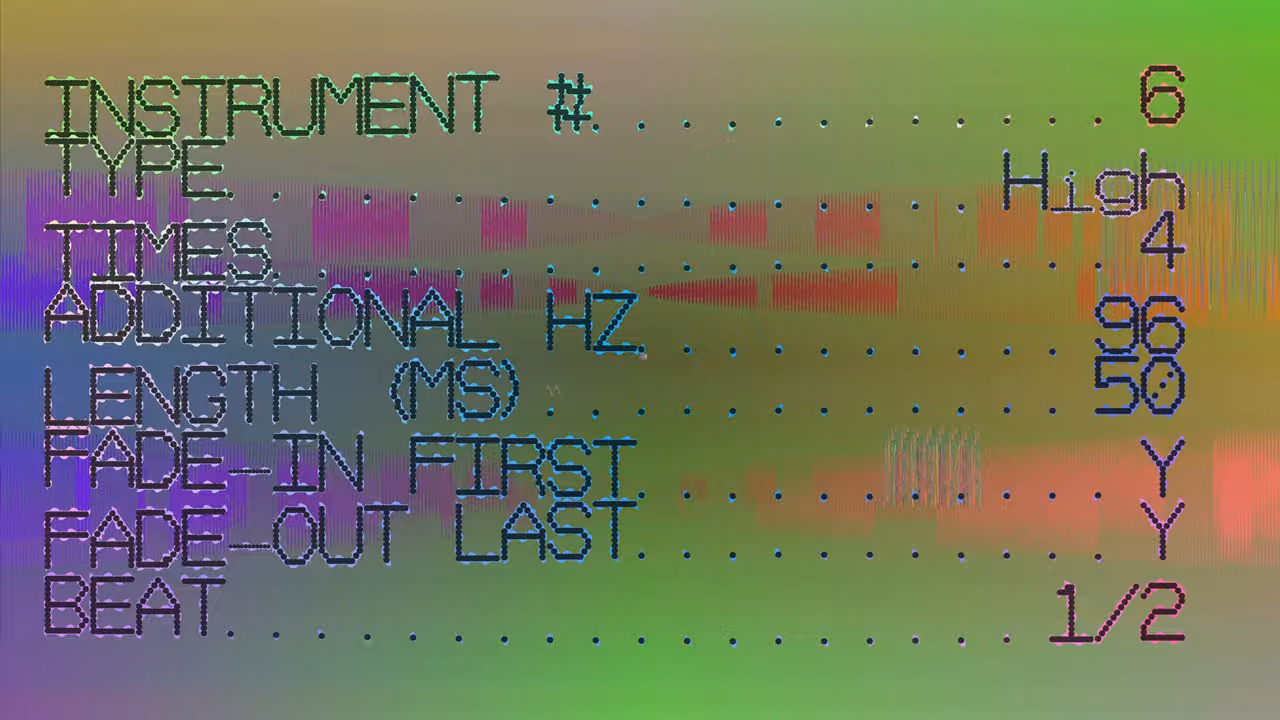 INSTRUMENT #. . . . . . . . . . . . 6
TYPE. . . . . . . . . . . . . . . . . High
TIMES. . . . . . . . . . . . . . . . . . . 4
ADDITIONAL HZ. . . . . . . . . . 96
LENGTH (MS) . . . . . . . . . . . . 50
FADE-IN FIRST. . . . . . . . . . . Y
FADE-OUT LAST. . . . . . . . . . . Y
BEAT. . . . . . . . . . . . . . . . . . 1/2